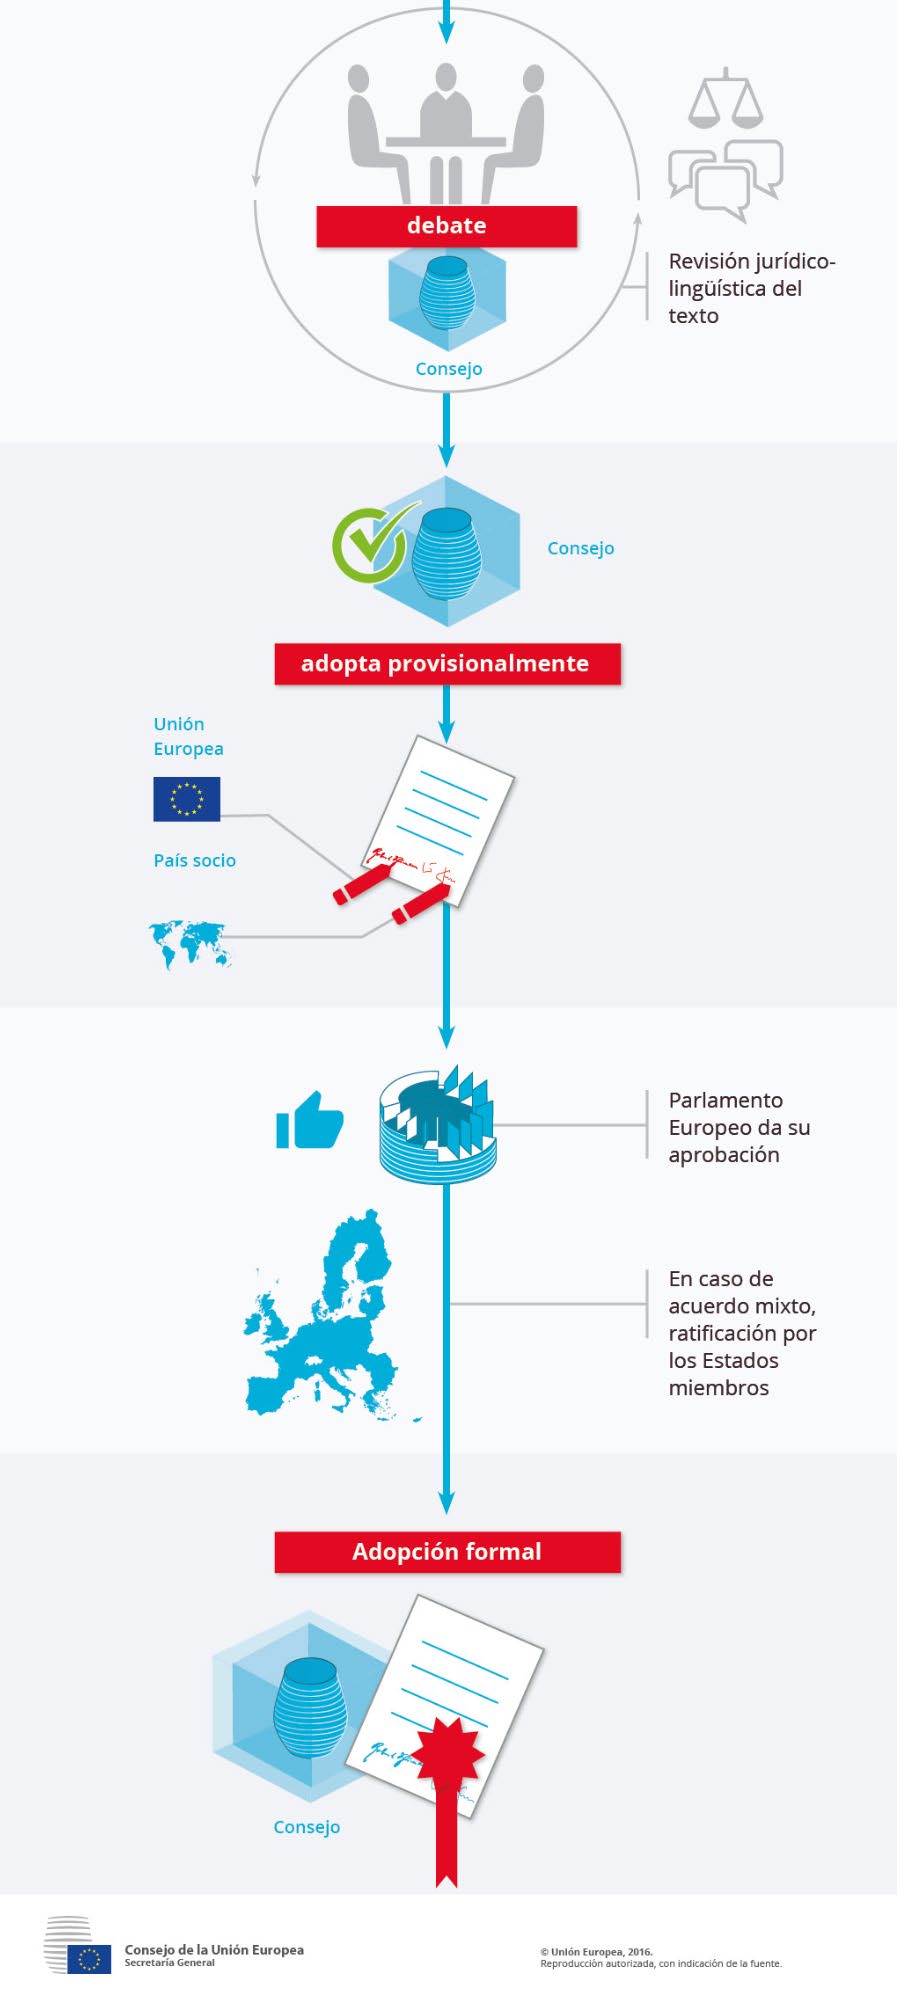 debate
Revisión jurídico-
lingüística del
texto
Consejo
Consejo
adopta provisionalmente
Unión
Europea
País socio
Parlamento
Europeo da su
aprobación
En caso de
acuerdo mixto,
ratificación por
los Estados
miembros
Adopción formal
Consejo
Consejo de la Unión Europea
Secretaría General
© Unión Europea, 2016.
Reproducción autorizada, con indicación de la fuente.